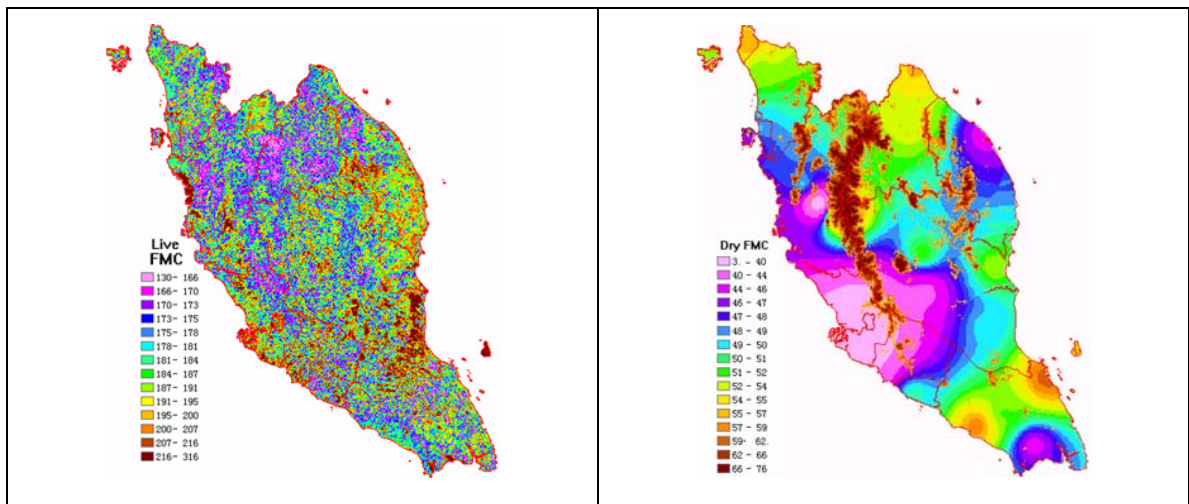 Live
FMC
130- 166
166- 170
170- 173
173- 175
175- 178
178- 181
181- 184
184- 187
187- 191
191- 195
195- 200
200- 207
207- 216
216- 316
Dry FMC
3. - 40
40 - 44
44 - 46
46 - 47
47 - 48
48 - 49
49 - 50
50 - 51
51 - 52
52 - 54
54 - 55
55 - 57
57 - 59
59- 62.
62 - 66
66 - 76